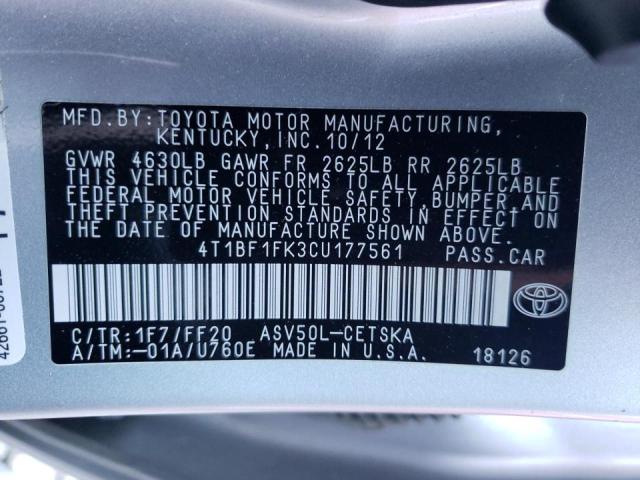 MFD.BY:TOYOTA MOTOR MANUFACTURING,
KENTUCKY, INC. 10/12
GVWR 4630LB GAWR FR 2625LB RR 2625LB
THIS VEHICLE CONFORMS TO ALL APPLICABLE
FEDERAL MOTOR VEHICLE SAFETY, BUMPER, AND
THEFT PREVENTION STANDARDS IN EFFECT ON
THE DATE OF MANUFACTURE SHOWN ABOVE.
4T1BF1FK3CU177561 PASS.CAR
C/TR:1F7/FF20 ASV50L-CETSKA
A/TM:-01A/U760E MADE IN U.S.A. 18126